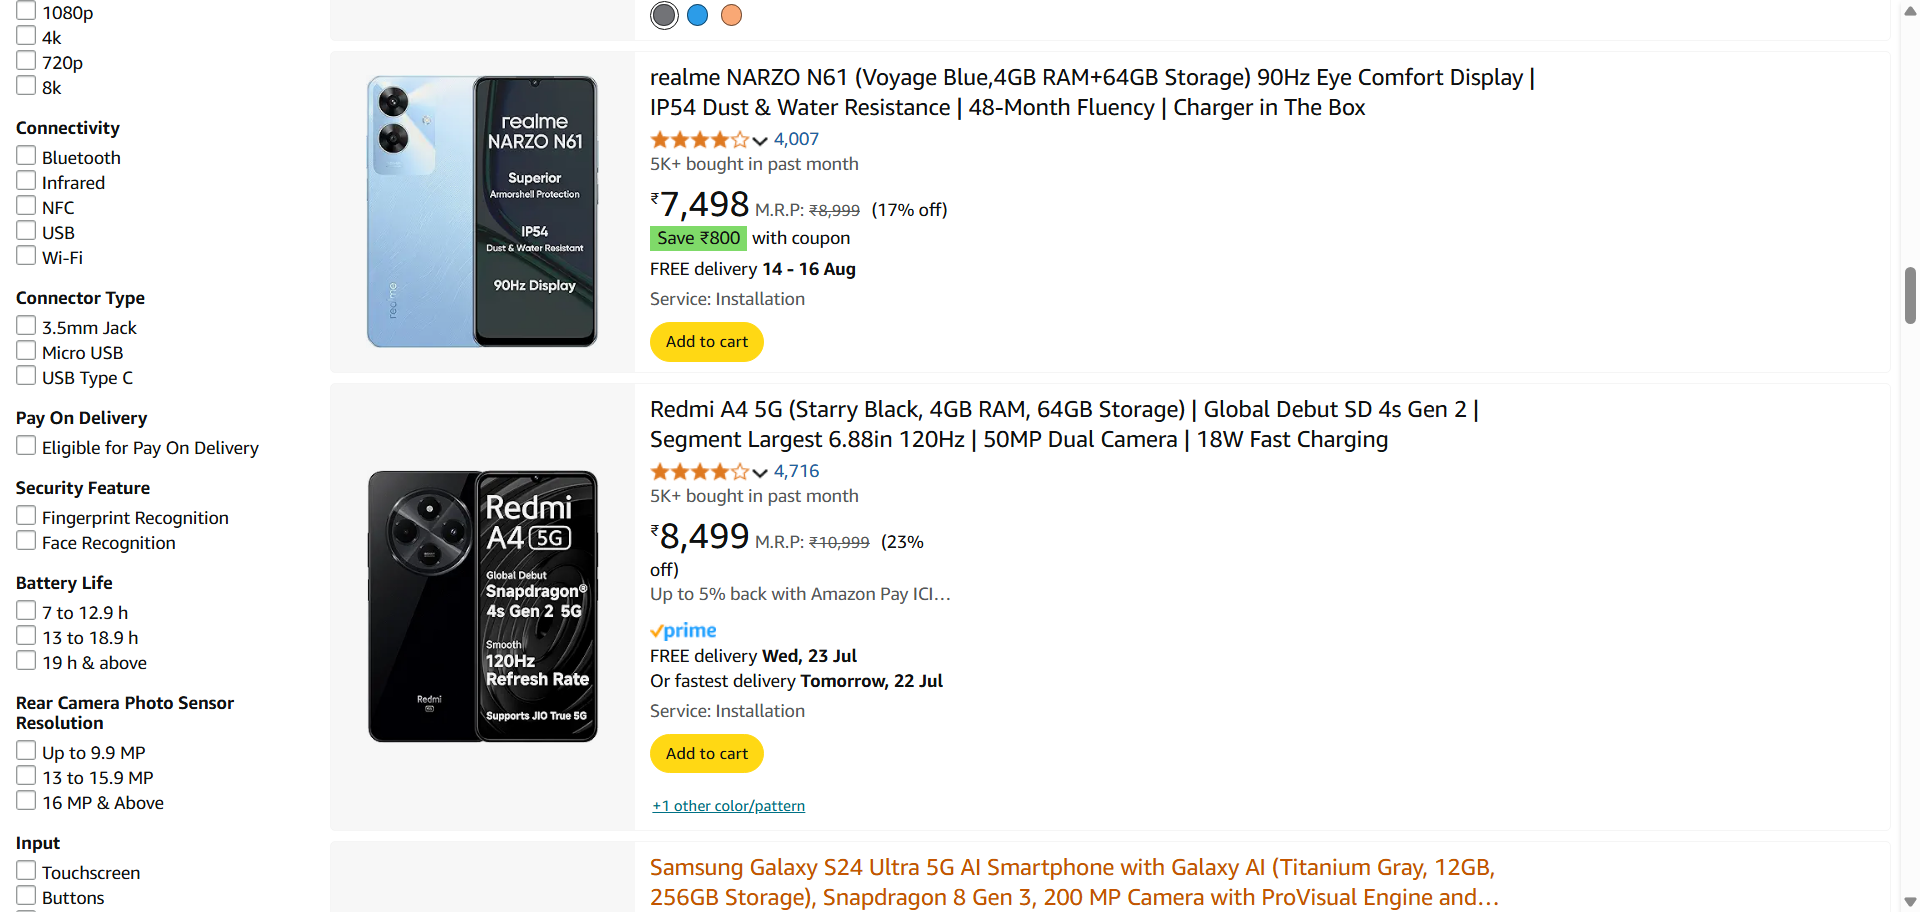 1080p
4k
720p
8k
Connectivity
Bluetooth
Infrared
NFC
USB
Wi-Fi
Connector Type
3.5mm Jack
Micro USB
USB Type C
Pay On Delivery
Eligible for Pay On Delivery
Security Feature
Fingerprint Recognition
Face Recognition
Battery Life
7 to 12.9 h
13 to 18.9 h
19 h & above
Rear Camera Photo Sensor
Resolution
Up to 9.9 MP
13 to 15.9 MP
16 MP & Above
Input
Touchscreen
Buttons
realme
realme
NARZO N61
Superior
Armorshell Protection
IP54
Dust & Water Resistant
90Hz Display
realme NARZO N61 (Voyage Blue,4GB RAM+64GB Storage) 90Hz Eye Comfort Display |
IP54 Dust & Water Resistance | 48-Month Fluency | Charger in The Box
4,007
5K+ bought in past month
₹7,498 M.R.P: ₹8,999 (17% off)
Save ₹800 with coupon
FREE delivery 14 - 16 Aug
Service: Installation
Add to cart
Redmi
5G
Redmi
A4 5G
Global Debut
Snapdragon®
4s Gen 2 5G
Smooth
120Hz
Refresh Rate
Supports JIO True 5G
Redmi A4 5G (Starry Black, 4GB RAM, 64GB Storage) | Global Debut SD 4s Gen 2 |
Segment Largest 6.88in 120Hz | 50MP Dual Camera | 18W Fast Charging
4,716
5K+ bought in past month
₹8,499 M.R.P: ₹10,999 (23%
off)
Up to 5% back with Amazon Pay ICI…
prime
FREE delivery Wed, 23 Jul
Or fastest delivery Tomorrow, 22 Jul
Service: Installation
Add to cart
+1 other color/pattern
Samsung Galaxy S24 Ultra 5G AI Smartphone with Galaxy AI (Titanium Gray, 12GB,
256GB Storage), Snapdragon 8 Gen 3, 200 MP Camera with ProVisual Engine and…